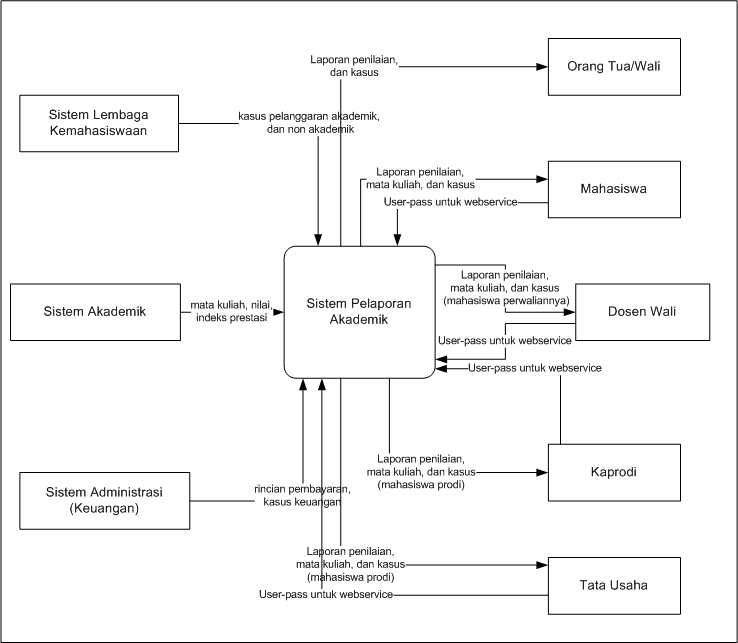 Laporan penilaian,
dan kasus
Orang Tua/Wali
Sistem Lembaga
Kemahasiswaan
kasus pelanggaran akademik,
dan non akademik
Laporan penilaian,
mata kuliah, dan kasus
User-pass untuk webservice
Mahasiswa
Sistem Akademik
mata kuliah, nilai,
indeks prestasi
Sistem Pelaporan
Akademik
Laporan penilaian,
mata kuliah, dan kasus
(mahasiswa perwaliannya)
Dosen Wali
User-pass untuk webservice
User-pass untuk webservice
Laporan penilaian,
mata kuliah, dan kasus
(mahasiswa prodi)
Kaprodi
Sistem Administrasi
(Keuangan)
rincian pembayaran,
kasus keuangan
Laporan penilaian,
mata kuliah, dan kasus
(mahasiswa prodi)
User-pass untuk webservice
Tata Usaha